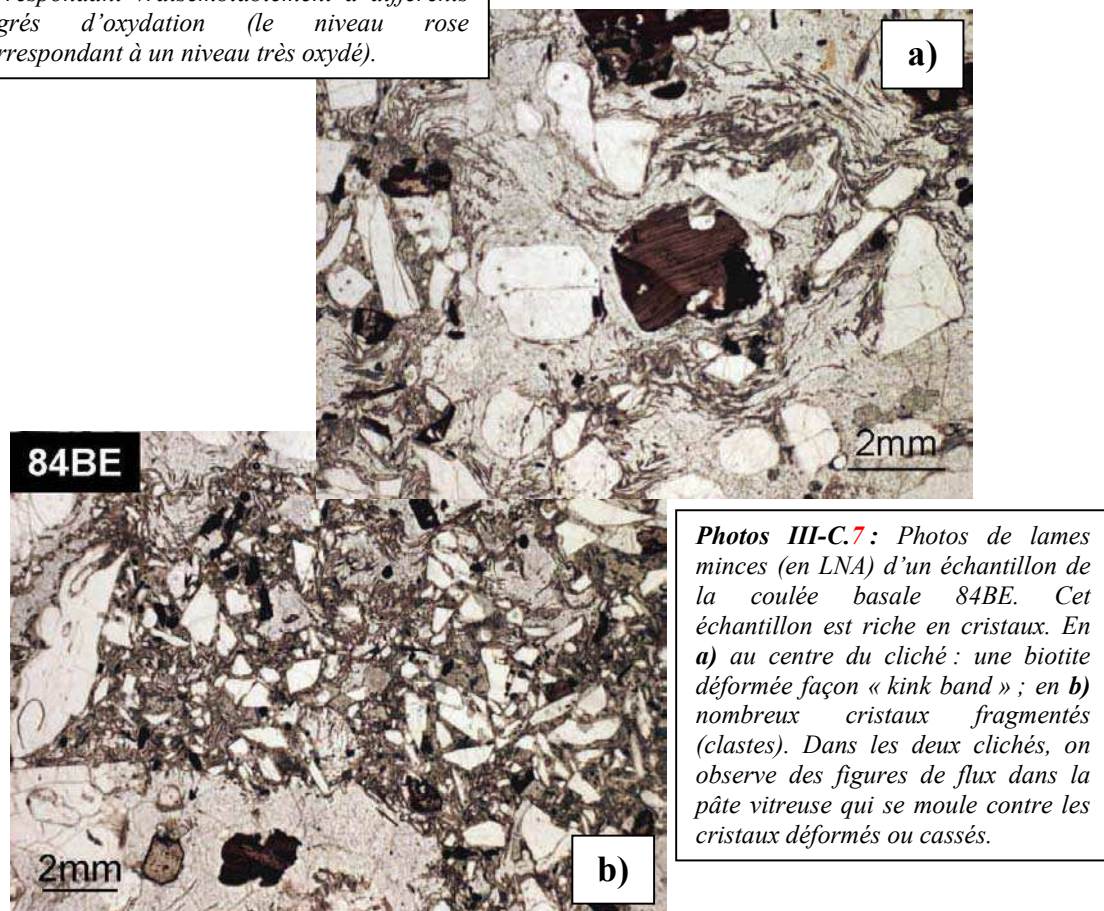 grés d’oxydation (le niveau rose
rrespondant à un niveau très oxydé).
a)
2mm
84BE
2mm
b)
Photos III-C.7 : Photos de lames
minces (en LNA) d’un échantillon de
la coulée basale 84BE. Cet
échantillon est riche en cristaux. En
a) au centre du cliché : une biotite
déformée façon « kink band » ; en b)
nombreux cristaux fragmentés
(clastes). Dans les deux clichés, on
observe des figures de flux dans la
pâte vitreuse qui se moule contre les
cristaux déformés ou cassés.